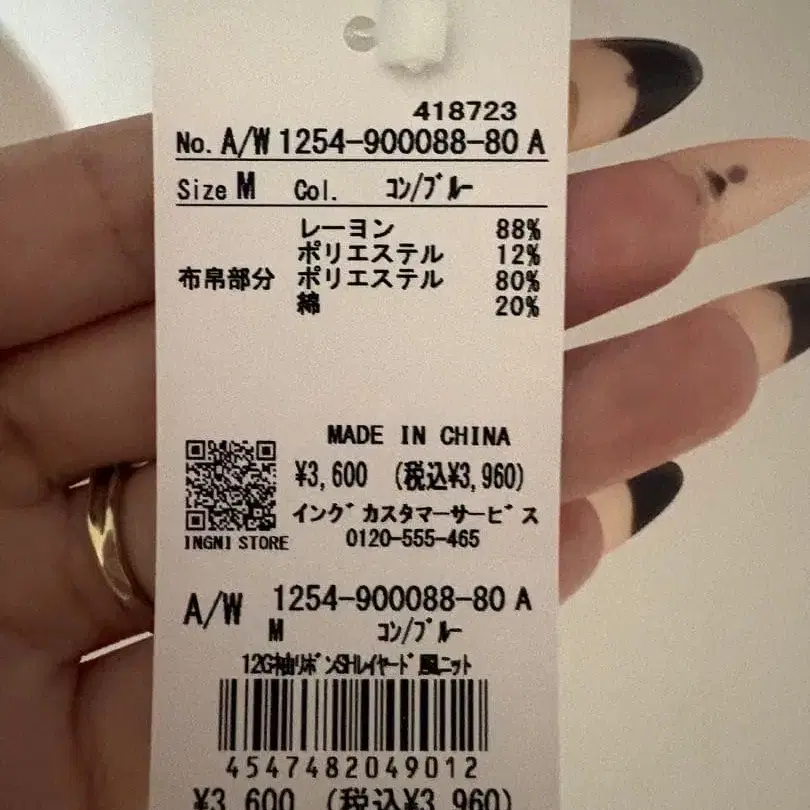 418723
No. A/W 1254-900088-80 A
Size M Col. コン/ブルー
レーヨン 88%
ポリエステル 12%
布帛部分 ポリエステル 80%
綿 20%
MADE IN CHINA
¥3,600 (税込¥3,960)
イング カスタマーサービス
INGNI STORE 0120-555-465
A/W 1254-900088-80 A
M コン/ブルー
12G袖リボンSHレイヤード風ニット
4547482049012
¥3,600 (税込¥3,960)